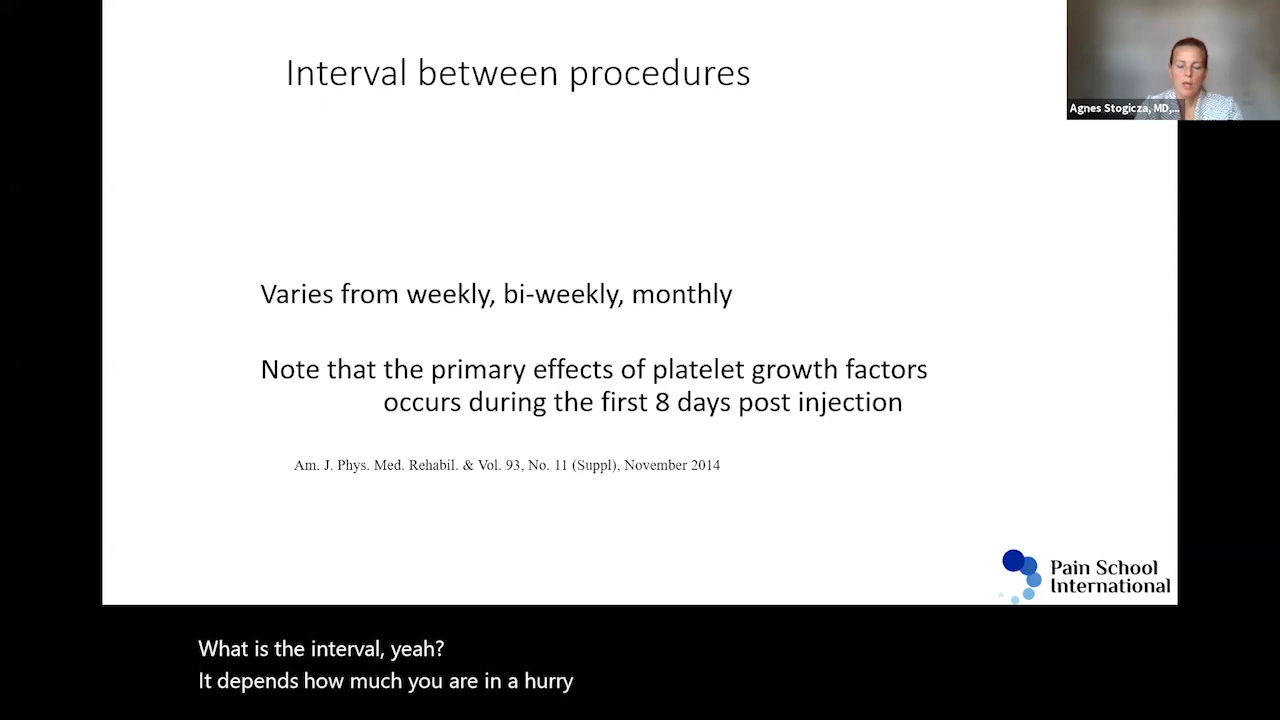 Interval between procedures
Agnes Stogicza, MD,...
Varies from weekly, bi-weekly, monthly
Note that the primary effects of platelet growth factors
occurs during the first 8 days post injection
Am. J. Phys. Med. Rehabil. & Vol. 93, No. 11 (Suppl), November 2014
Pain School
International
What is the interval, yeah?
It depends how much you are in a hurry